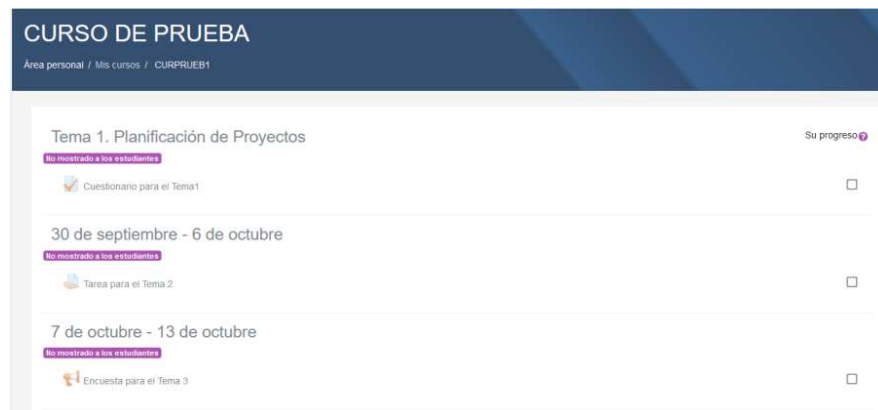 CURSO DE PRUEBA
Área personal / Mis cursos / CURPRUEB1
Tema 1. Planificación de Proyectos
Su progreso
No mostrado a los estudiantes
Cuestionario para el Tema1
30 de septiembre - 6 de octubre
No mostrado a los estudiantes
Tarea para el Tema 2
7 de octubre - 13 de octubre
No mostrado a los estudiantes
Encuesta para el Tema 3